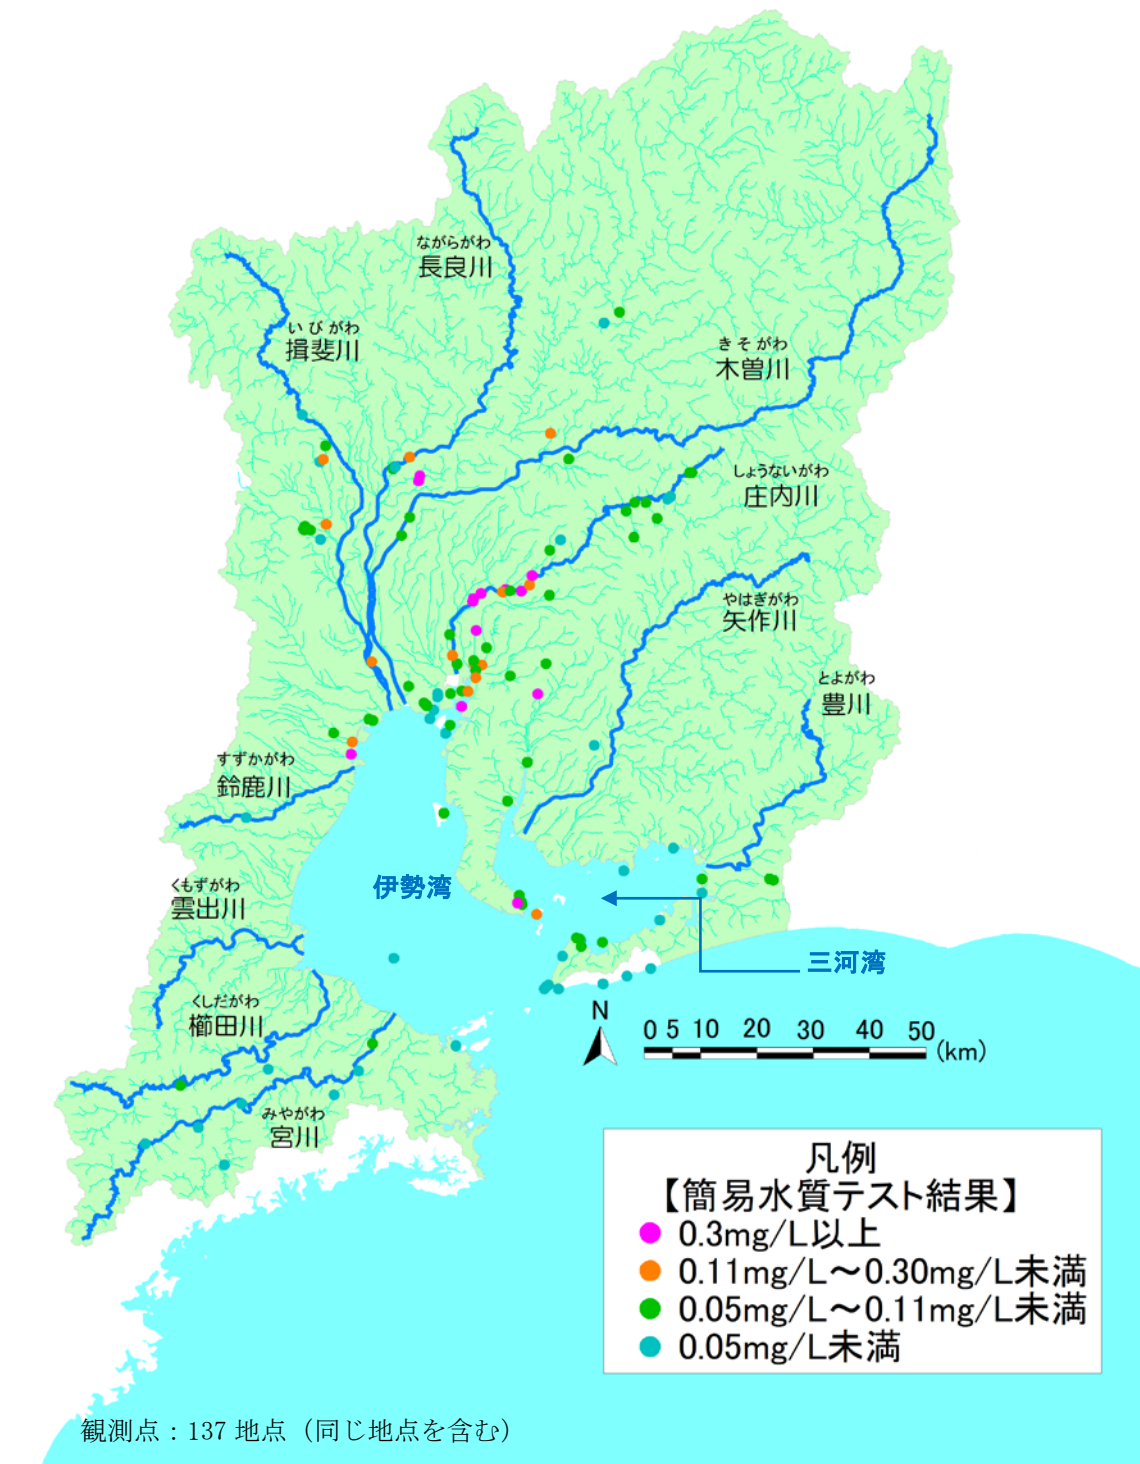 ながらがわ
長良川
いびがわ
揖斐川
きそがわ
木曽川
しょうないがわ
庄内川
やはぎがわ
矢作川
とよがわ
豊川
すずかがわ
鈴鹿川
伊勢湾
くもずがわ
雲出川
三河湾
くしだがわ
櫛田川
N
0 5 10 20 30 40 50
(km)
みやがわ
宮川
凡例
【簡易水質テスト結果】
0.3mg/L以上
0.11mg/L～0.30mg/L未満
0.05mg/L～0.11mg/L未満
0.05mg/L未満
観測点：137 地点（同じ地点を含む）